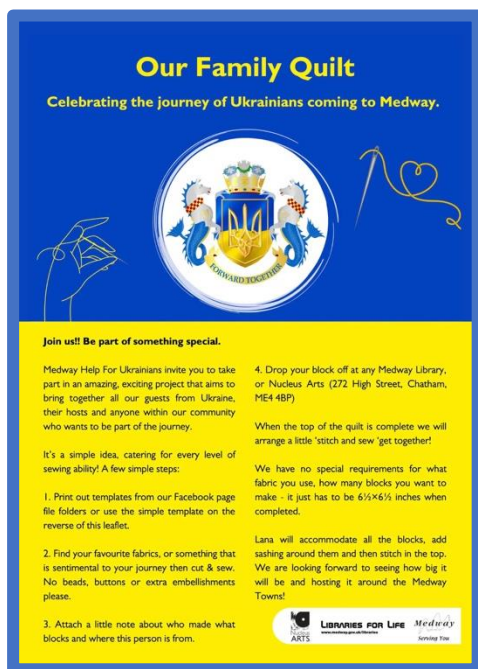 Our Family Quilt
Celebrating the journey of Ukrainians coming to Medway.
FORWARD TOGETHER
Join us!! Be part of something special.
Medway Help For Ukrainians invite you to take
part in an amazing, exciting project that aims to
bring together all our guests from Ukraine,
their hosts and anyone within our community
who wants to be part of the journey.
It's a simple idea, catering for every level of
sewing ability! A few simple steps:
1. Print out templates from our Facebook page
file folders or use the simple template on the
reverse of this leaflet.
2. Find your favourite fabrics, or something that
is sentimental to your journey then cut & sew.
No beads, buttons or extra embellishments
please.
3. Attach a little note about who made what
blocks and where this person is from.
4. Drop your block off at any Medway Library,
or Nucleus Arts (272 High Street, Chatham,
ME4 4BP)
When the top of the quilt is complete we will
arrange a little 'stitch and sew 'get together!
We have no special requirements for what
fabric you use, how many blocks you want to
make - it just has to be 6½×6½ inches when
completed.
Lana will accommodate all the blocks, add
sashing around them and then stitch in the top.
We are looking forward to seeing how big it
will be and hosting it around the Medway
Towns!
Nucleus
ARTS
LIBRARIES FOR LIFE
www.medway.gov.uk/libraries
Medway
Serving You